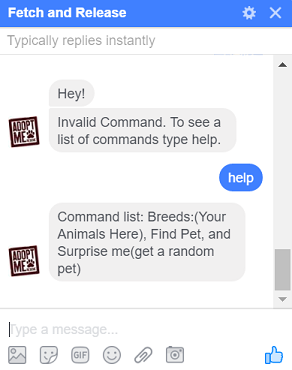 Fetch and Release
Typically replies instantly
Hey!
Invalid Command. To see a
list of commands type help.
ADOPT
ME
help
Command list: Breeds:(Your
Animals Here), Find Pet, and
Surprise me(get a random
pet)
ADOPT
ME
Type a message...
GIF